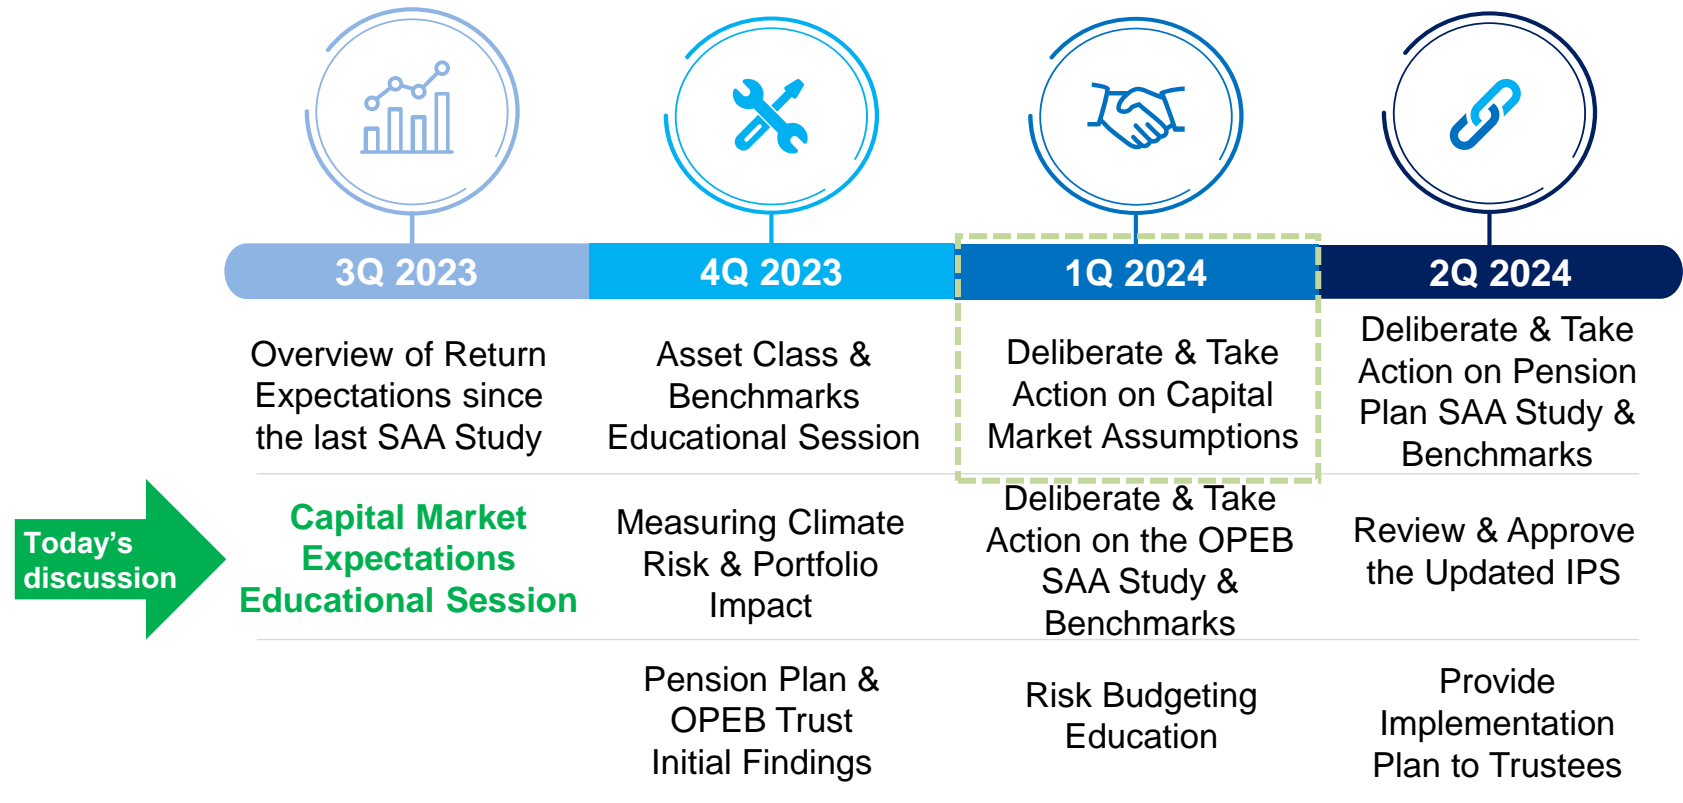 3Q 2023
4Q 2023
1Q 2024
2Q 2024
Overview of Return
Expectations since
the last SAA Study
Asset Class &
Benchmarks
Educational Session
Deliberate & Take
Action on Capital
Market Assumptions
Deliberate & Take
Action on Pension
Plan SAA Study &
Benchmarks
Today's
discussion
Capital Market
Expectations
Educational Session
Measuring Climate
Risk & Portfolio
Impact
Deliberate & Take
Action on the OPEB
SAA Study &
Benchmarks
Review & Approve
the Updated IPS
Pension Plan &
OPEB Trust
Initial Findings
Risk Budgeting
Education
Provide
Implementation
Plan to Trustees